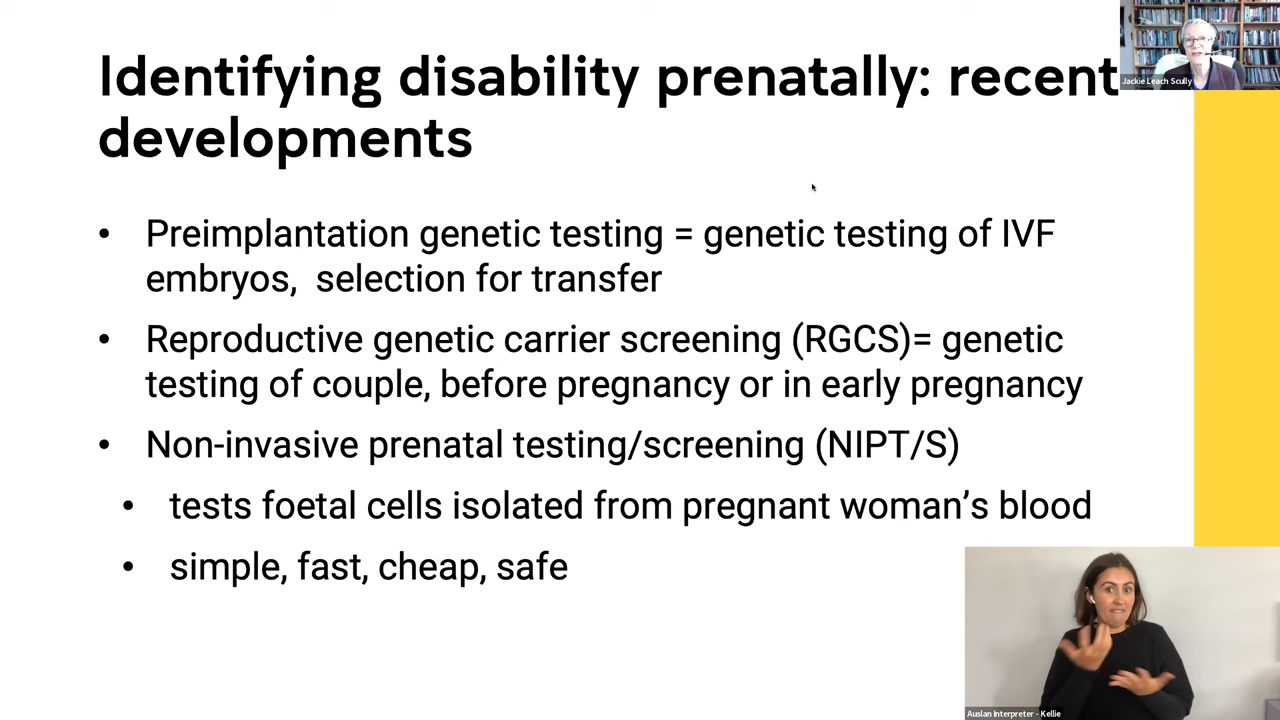 Identifying disability prenatally: recent
developments
Jackie Leach Scully
• Preimplantation genetic testing = genetic testing of IVF
embryos,  selection for transfer
• Reproductive genetic carrier screening (RGCS)= genetic
testing of couple, before pregnancy or in early pregnancy
• Non-invasive prenatal testing/screening (NIPT/S)
• tests foetal cells isolated from pregnant woman’s blood
• simple, fast, cheap, safe
Auslan Interpreter - Kellie